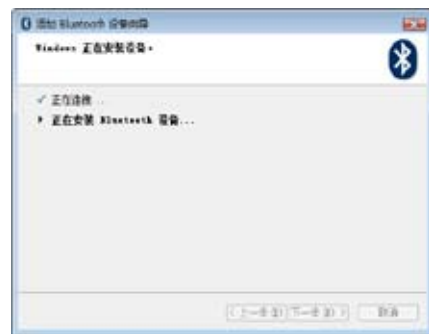 添加 Bluetooth 设备向导
Windows 正在安装设备。
正在连接...
正在安装 Bluetooth 设备...
<上一步(B) 下一步(N)> 取消